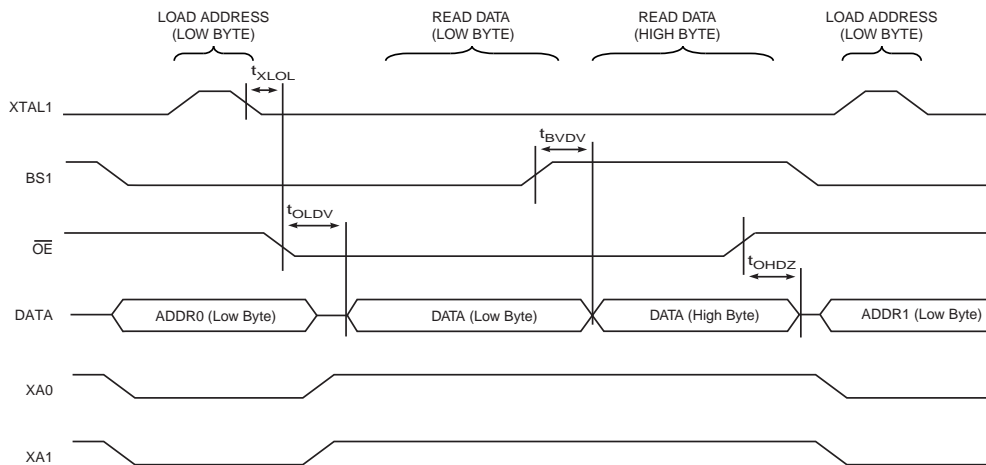 LOAD ADDRESS
(LOW BYTE)
READ DATA
(LOW BYTE)
READ DATA
(HIGH BYTE)
LOAD ADDRESS
(LOW BYTE)
tXLOL
XTAL1
tBVDV
BS1
tOLDV
OE
tOHDZ
DATA
ADDR0 (Low Byte)
DATA (Low Byte)
DATA (High Byte)
ADDR1 (Low Byte)
XA0
XA1